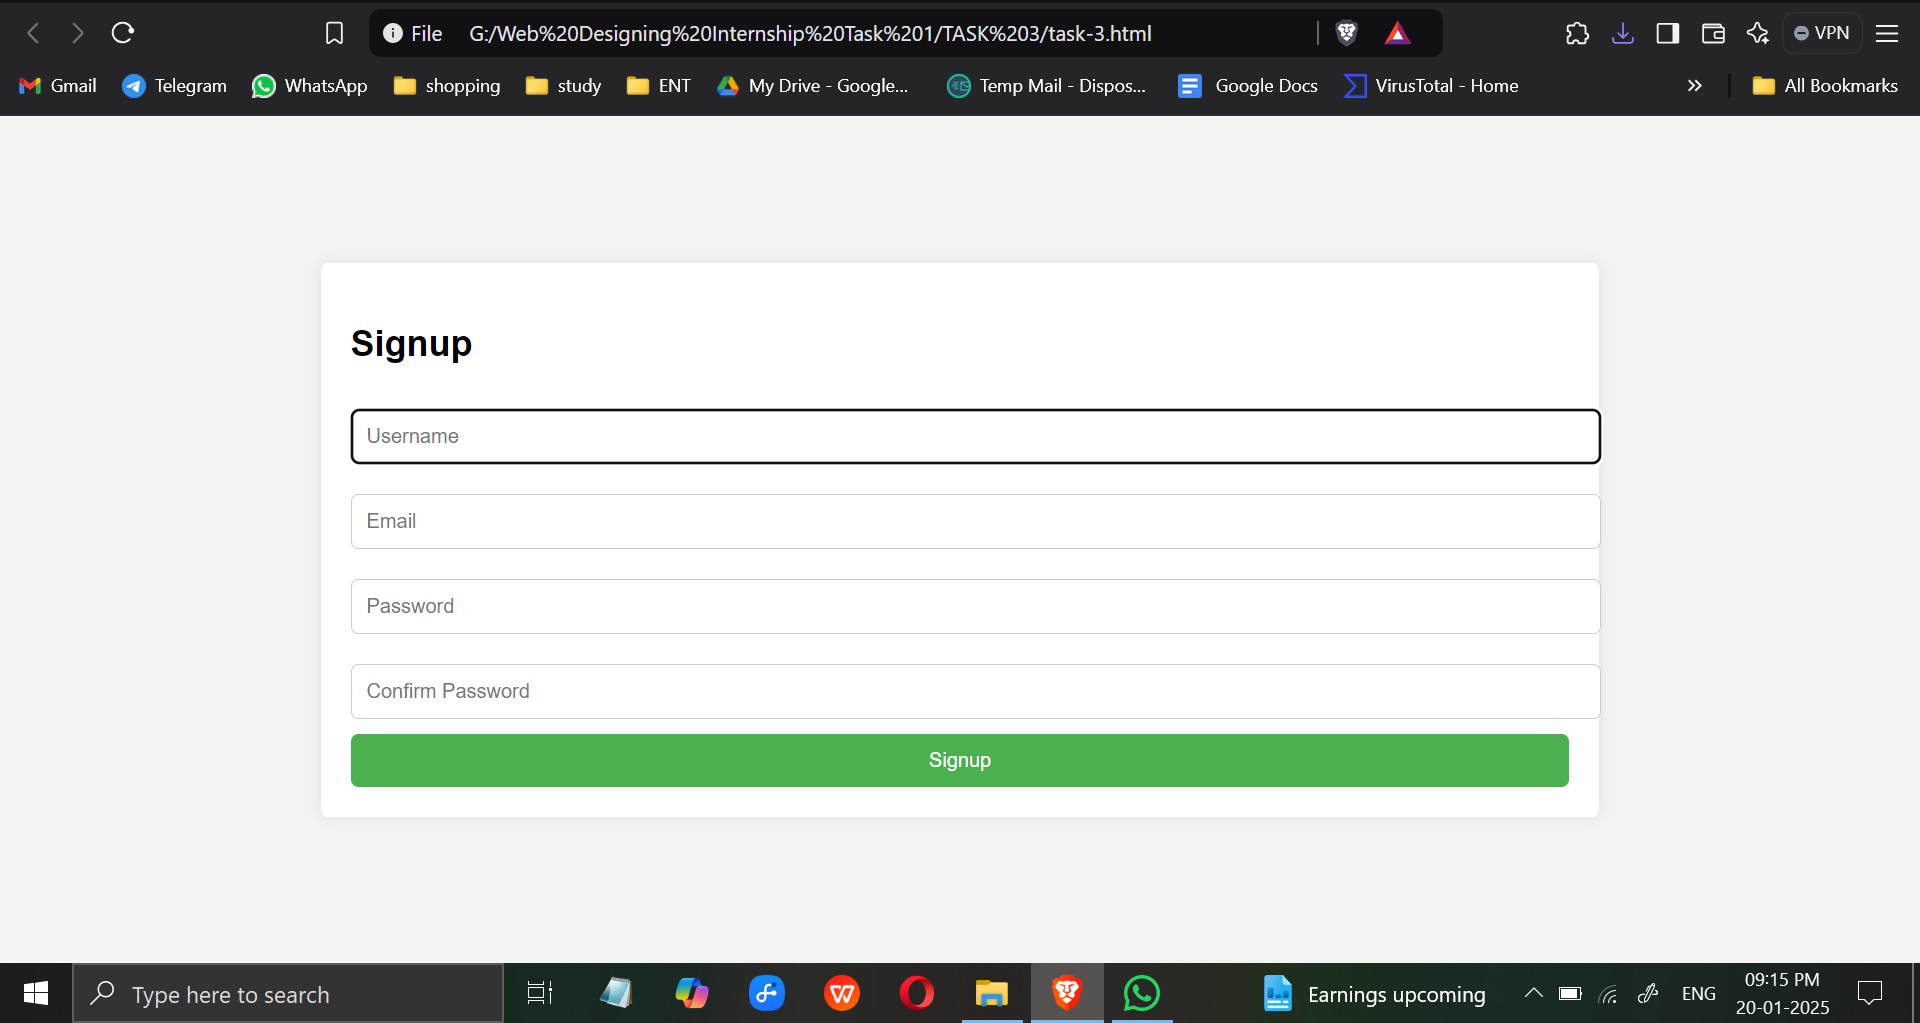 File G:/Web%20Designing%20Internship%20Task%201/TASK%203/task-3.html
VPN
Gmail Telegram WhatsApp shopping study ENT My Drive - Google... Temp Mail - Dispos... Google Docs VirusTotal - Home » All Bookmarks
Signup
Username
Email
Password
Confirm Password
Signup
Type here to search
Earnings upcoming
ENG
09:15 PM
20-01-2025